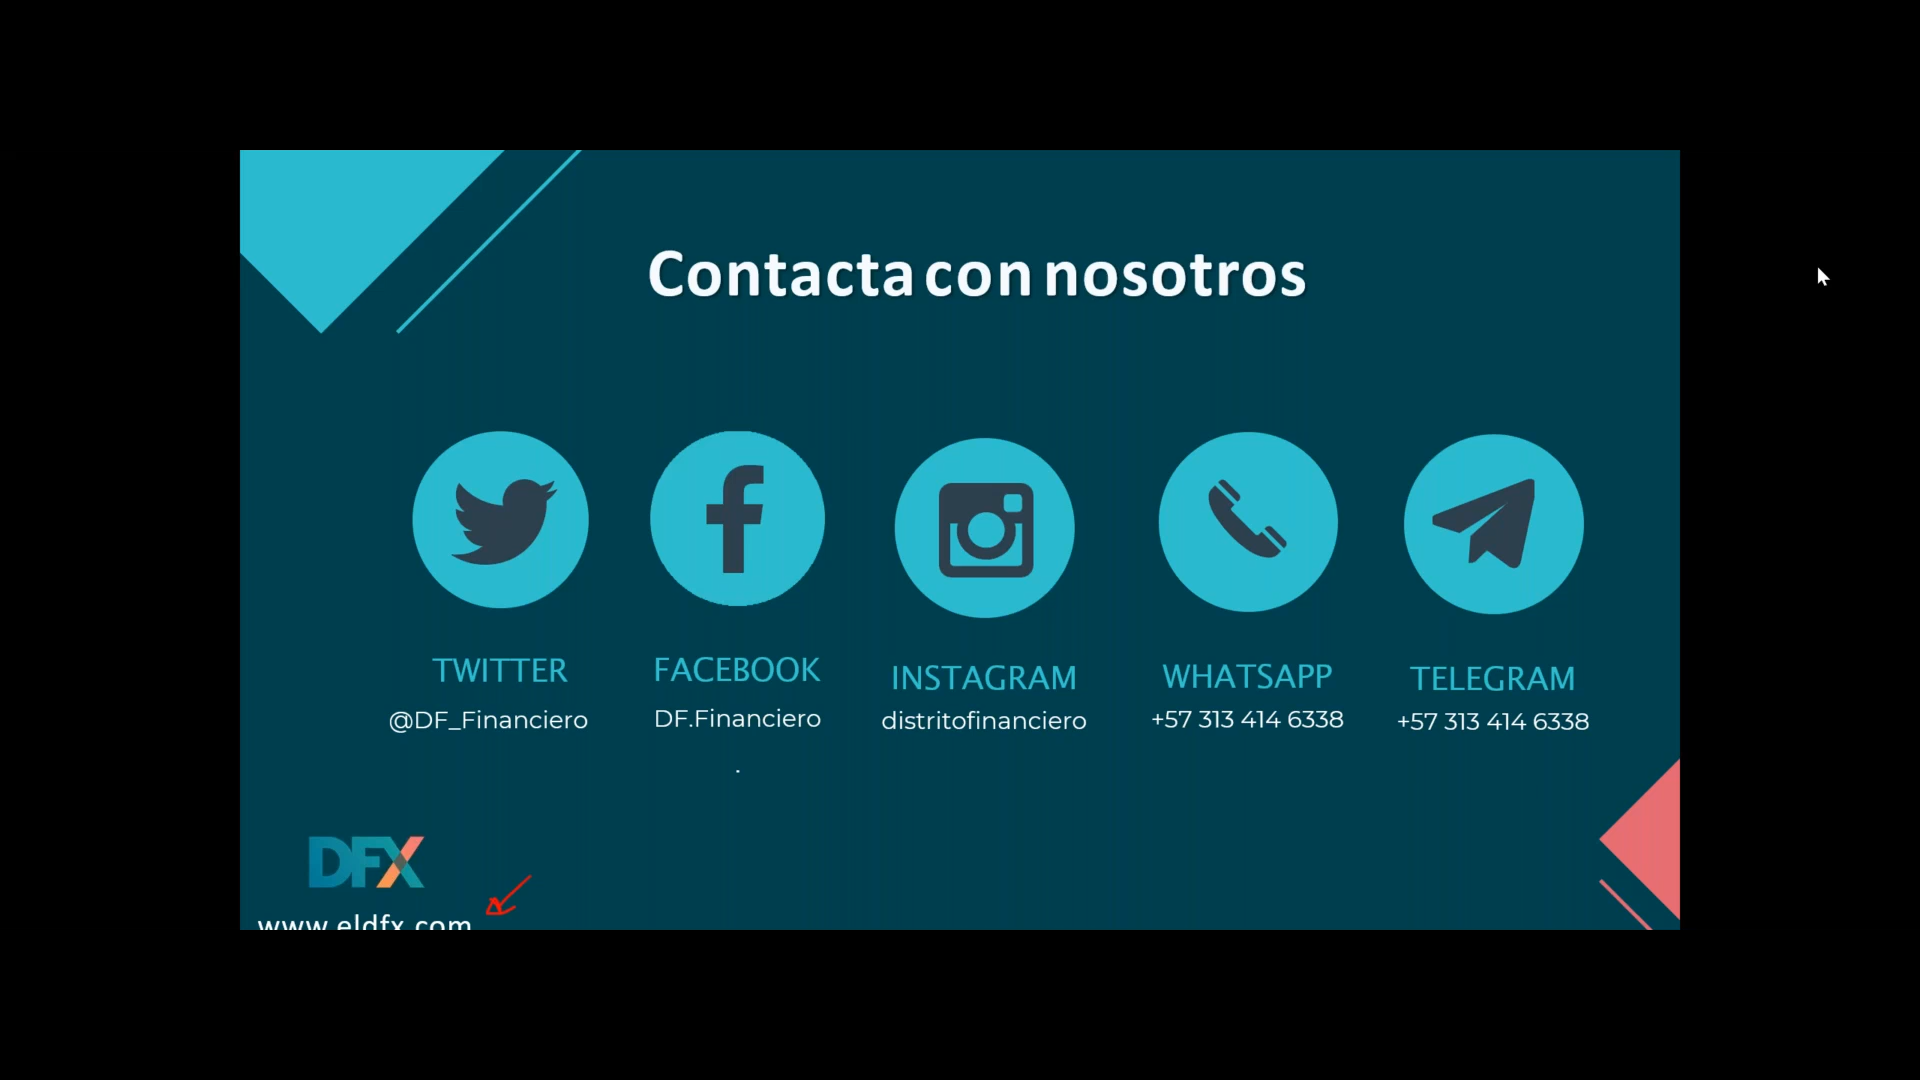 Contacta con nosotros
TWITTER
@DF_Financiero
FACEBOOK
DF.Financiero
.
INSTAGRAM
distritofinanciero
WHATSAPP
+57 313 414 6338
TELEGRAM
+57 313 414 6338
DFX
www.eldfx.com